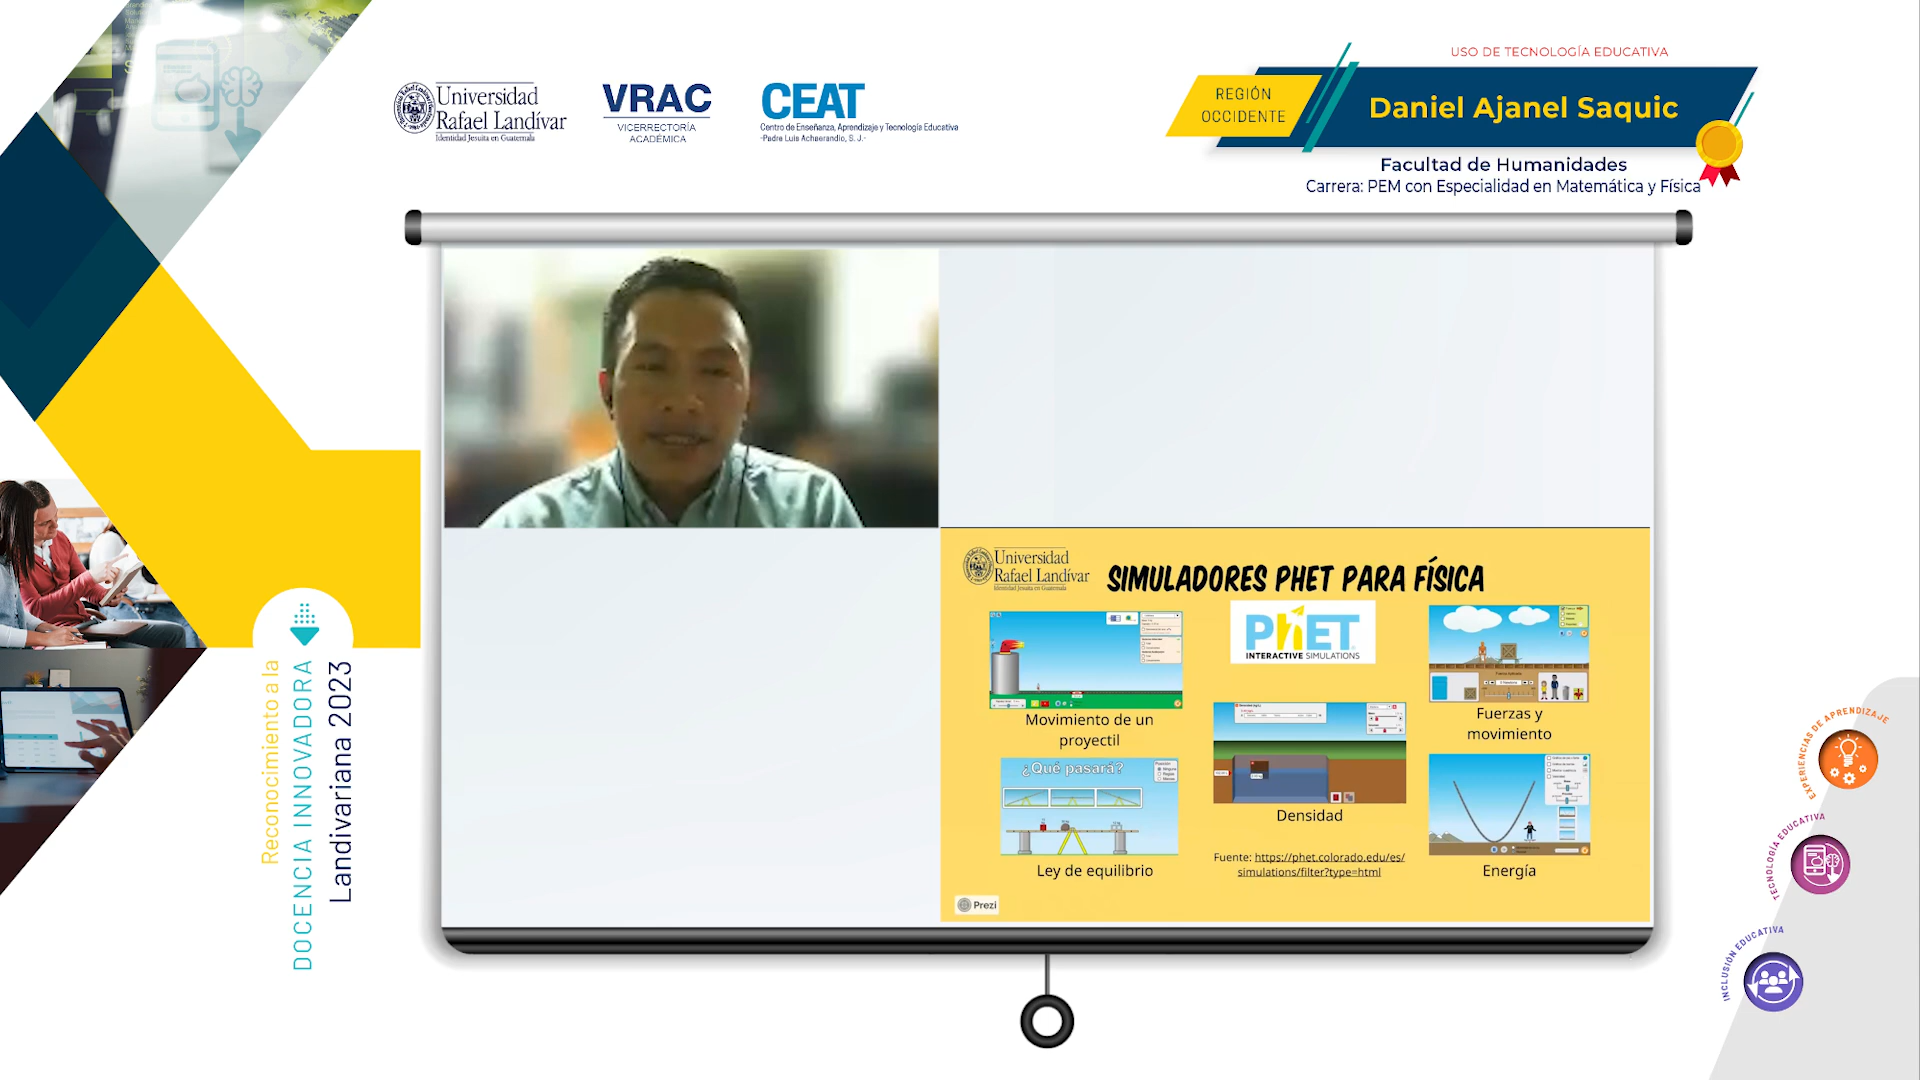 Universidad
Rafael Landívar
Identidad Jesuita en Guatemala
VRAC
VICERRECTORÍA
ACADÉMICA
CEAT
Centro de Enseñanza, Aprendizaje y Tecnología Educativa
-Padre Luis Achaerandio, S. J.-
USO DE TECNOLOGÍA EDUCATIVA
REGIÓN
OCCIDENTE
Daniel Ajanel Saquic
Facultad de Humanidades
Carrera: PEM con Especialidad en Matemática y Física
Universidad
Rafael Landívar
Identidad Jesuita en Guatemala
SIMULADORES PHET PARA FÍSICA
PhET
INTERACTIVE SIMULATIONS
Movimiento de un
proyectil
Fuerzas y
movimiento
¿Qué pasará?
Densidad
Ley de equilibrio
Fuente: https://phet.colorado.edu/es/
simulations/filter?type=html
Energía
Prezi
Reconocimiento a la
DOCENCIA INNOVADORA
Landivariana 2023
EXPERIENCIAS DE APRENDIZAJE
TECNOLOGÍA EDUCATIVA
INCLUSIÓN EDUCATIVA